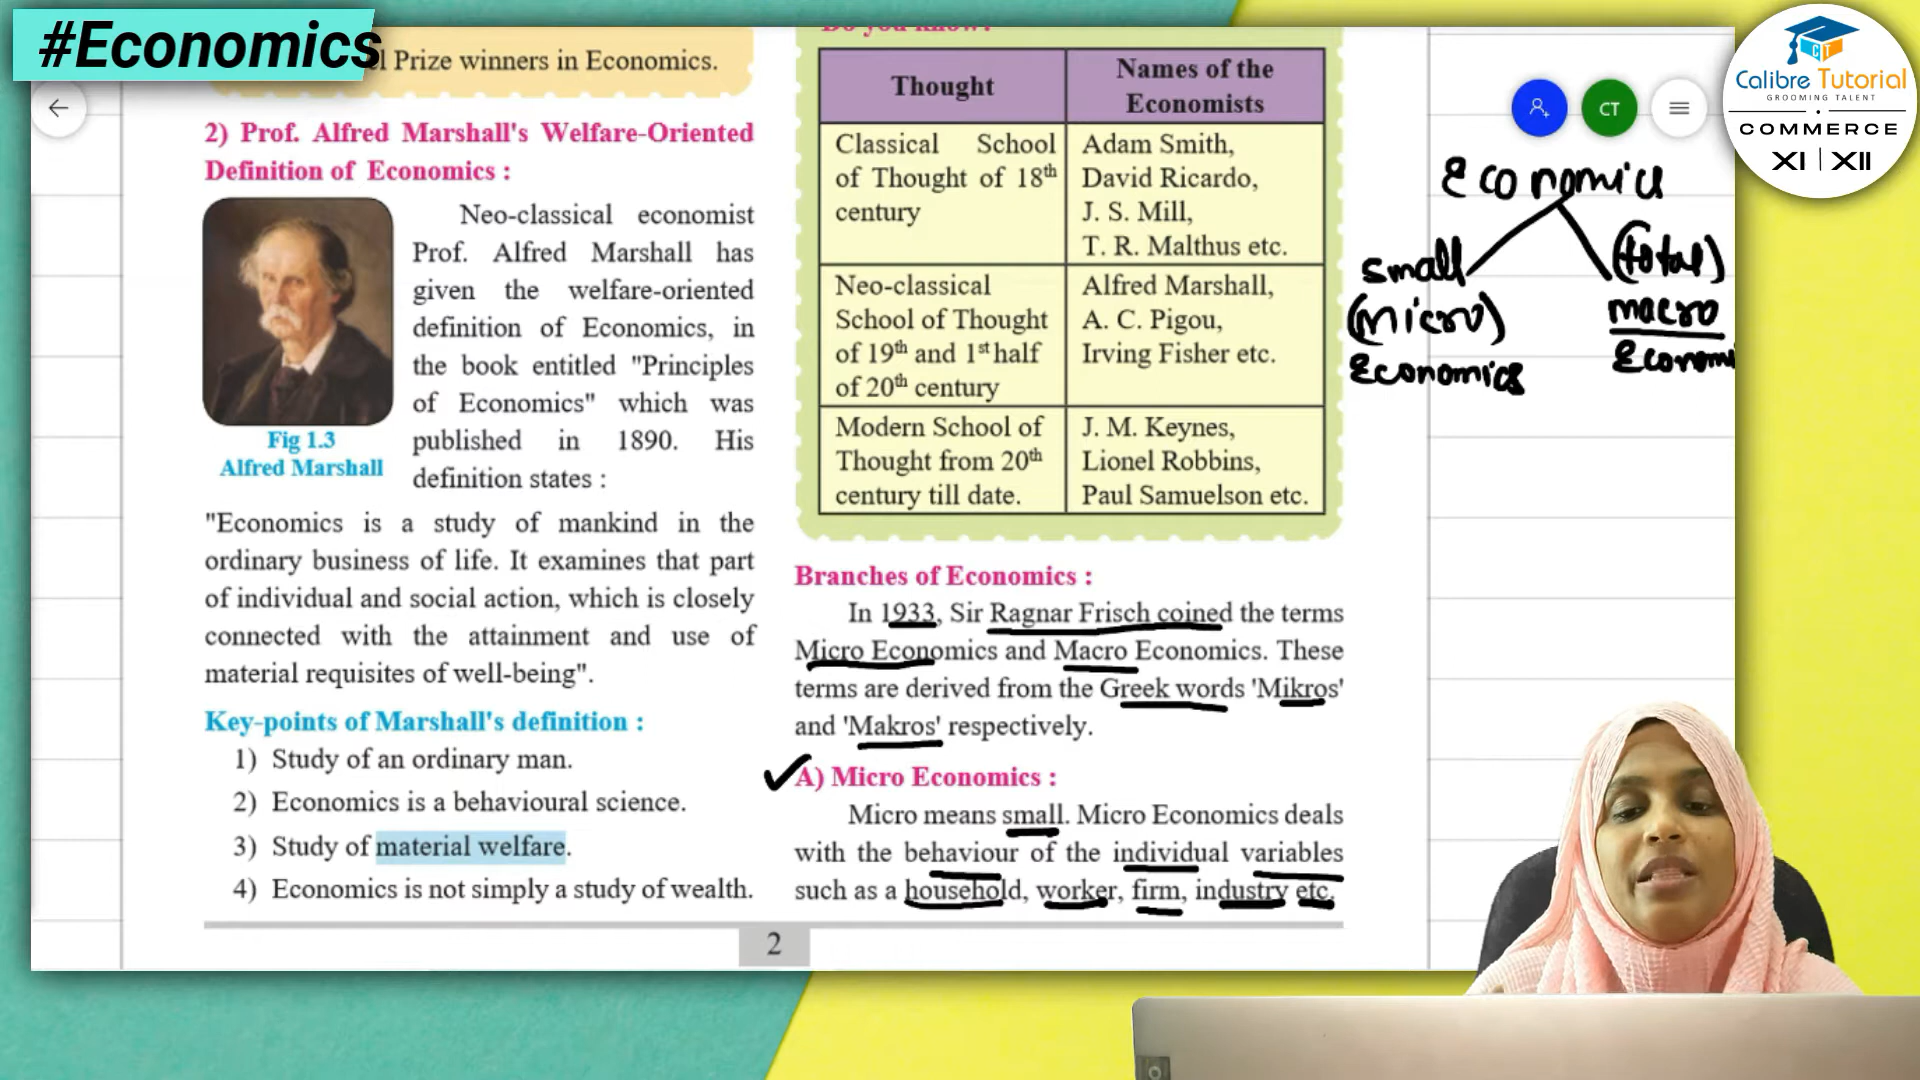 #Economics
l Prize winners in Economics.
2) Prof. Alfred Marshall's Welfare-Oriented
Definition of Economics :
Neo-classical economist
Prof. Alfred Marshall has
given the welfare-oriented
definition of Economics, in
the book entitled "Principles
of Economics" which was
published in 1890. His
definition states :
Fig 1.3
Alfred Marshall
"Economics is a study of mankind in the
ordinary business of life. It examines that part
of individual and social action, which is closely
connected with the attainment and use of
material requisites of well-being".
Key-points of Marshall's definition :
1) Study of an ordinary man.
2) Economics is a behavioural science.
3) Study of material welfare.
4) Economics is not simply a study of wealth.
Do you know?
Thought
Names of the
Economists
Classical School
of Thought of 18th
century
Adam Smith,
David Ricardo,
J. S. Mill,
T. R. Malthus etc.
Neo-classical
School of Thought
of 19th and 1st half
of 20th century
Alfred Marshall,
A. C. Pigou,
Irving Fisher etc.
Modern School of
Thought from 20th
century till date.
J. M. Keynes,
Lionel Robbins,
Paul Samuelson etc.
Branches of Economics :
In 1933, Sir Ragnar Frisch coined the terms
Micro Economics and Macro Economics. These
terms are derived from the Greek words 'Mikros'
and 'Makros' respectively.
A) Micro Economics :
Micro means small. Micro Economics deals
with the behaviour of the individual variables
such as a household, worker, firm, industry etc.
2
CT
Economics
small
(micro)
Economics
(total)
macro
Economi
CT
Calibre Tutorial
GROOMING TALENT
COMMERCE
XI | XII